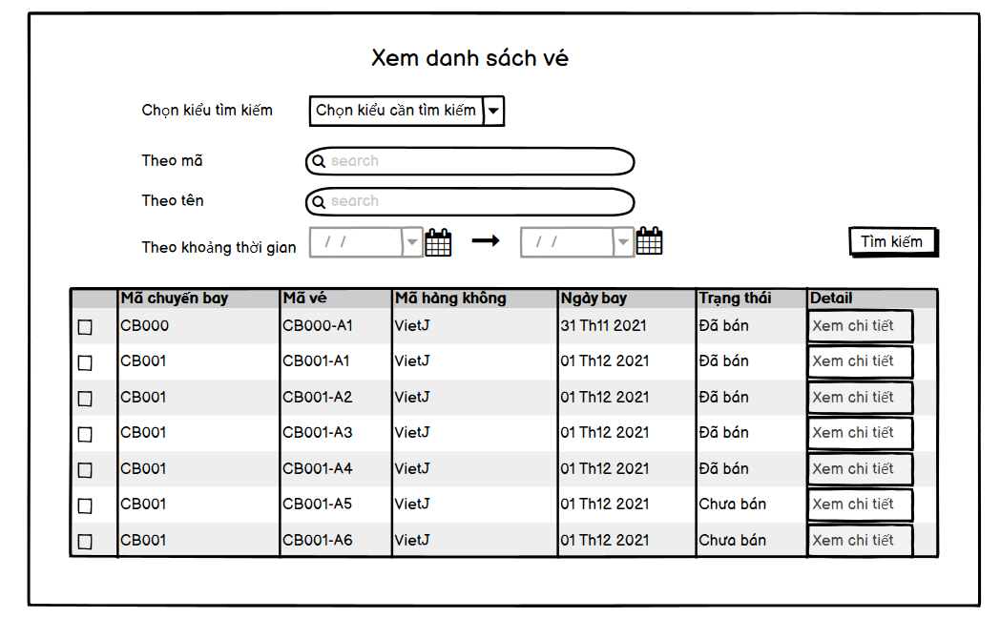 Xem danh sách vé
Chọn kiểu tìm kiếm Chọn kiểu cần tìm kiếm
Theo mã search
Theo tên search
Theo khoảng thời gian / / / / Tìm kiếm
Mã chuyến bay Mã vé Mã hàng không Ngày bay Trạng thái Detail
CB000 CB000-A1 VietJ 31 Th11 2021 Đã bán Xem chi tiết
CB001 CB001-A1 VietJ 01 Th12 2021 Đã bán Xem chi tiết
CB001 CB001-A2 VietJ 01 Th12 2021 Đã bán Xem chi tiết
CB001 CB001-A3 VietJ 01 Th12 2021 Đã bán Xem chi tiết
CB001 CB001-A4 VietJ 01 Th12 2021 Đã bán Xem chi tiết
CB001 CB001-A5 VietJ 01 Th12 2021 Chưa bán Xem chi tiết
CB001 CB001-A6 VietJ 01 Th12 2021 Chưa bán Xem chi tiết